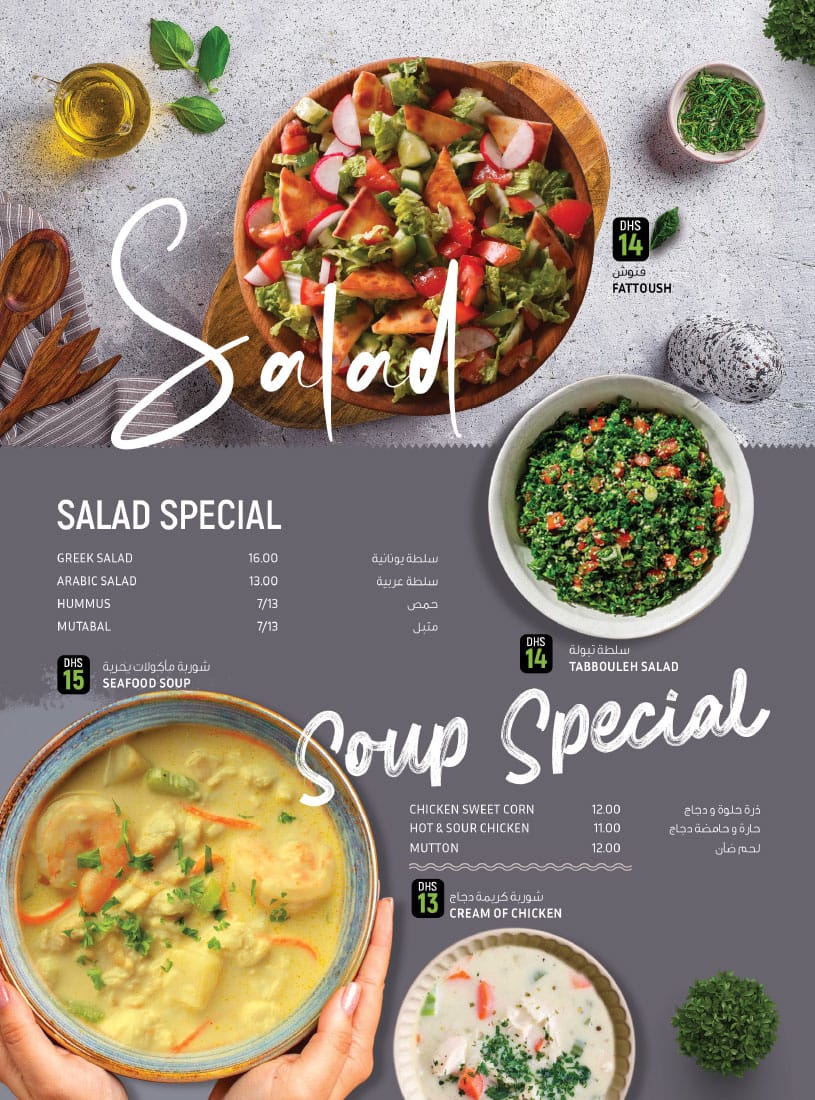 Salad
DHS
14
فتوش
FATTOUSH
SALAD SPECIAL
GREEK SALAD 16.00 سلطة يونانية
ARABIC SALAD 13.00 سلطة عربية
HUMMUS 7/13 حمص
MUTABAL 7/13 متبل
DHS
14
سلطة تبولة
TABBOULEH SALAD
DHS
15
شوربة مأكولات بحرية
SEAFOOD SOUP
Soup Special
CHICKEN SWEET CORN 12.00 ذرة حلوة و دجاج
HOT & SOUR CHICKEN 11.00 حارة و حامضة دجاج
MUTTON 12.00 لحم ضأن
DHS
13
شوربة كريمة دجاج
CREAM OF CHICKEN